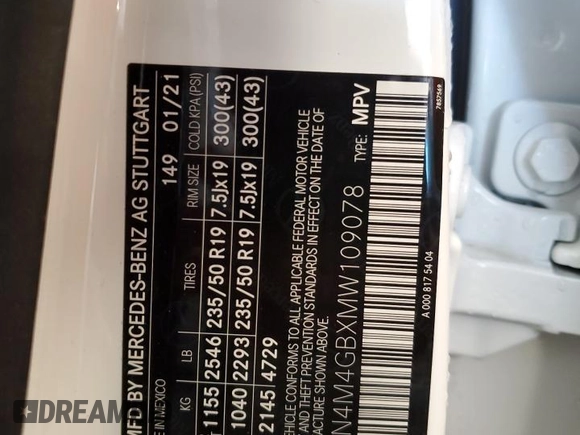 MFD BY MERCEDES-BENZ AG STUTTGART
IN MEXICO 149 01/21
KG LB TIRES RIM SIZE COLD KPA (PSI)
1155 2546 235/50 R19 7.5Jx19 300(43)
1040 2293 235/50 R19 7.5Jx19 300(43)
2145 4729
VEHICLE CONFORMS TO ALL APPLICABLE FEDERAL MOTOR VEHICLE
AND THEFT PREVENTION STANDARDS IN EFFECT ON THE DATE OF
MANUFACTURE SHOWN ABOVE.
N4M4GBXMW109078 TYPE: MPV
A 000 817 54 04
7857569
DREAM